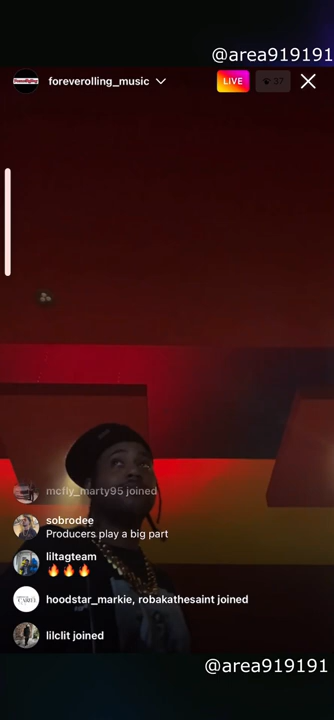 @area919191
foreverolling_music
LIVE
37
mcfly_marty95 joined
sobrodee
Producers play a big part
liltagteam
🔥🔥🔥
hoodstar_markie, robakathesaint joined
lilclit joined
@area919191